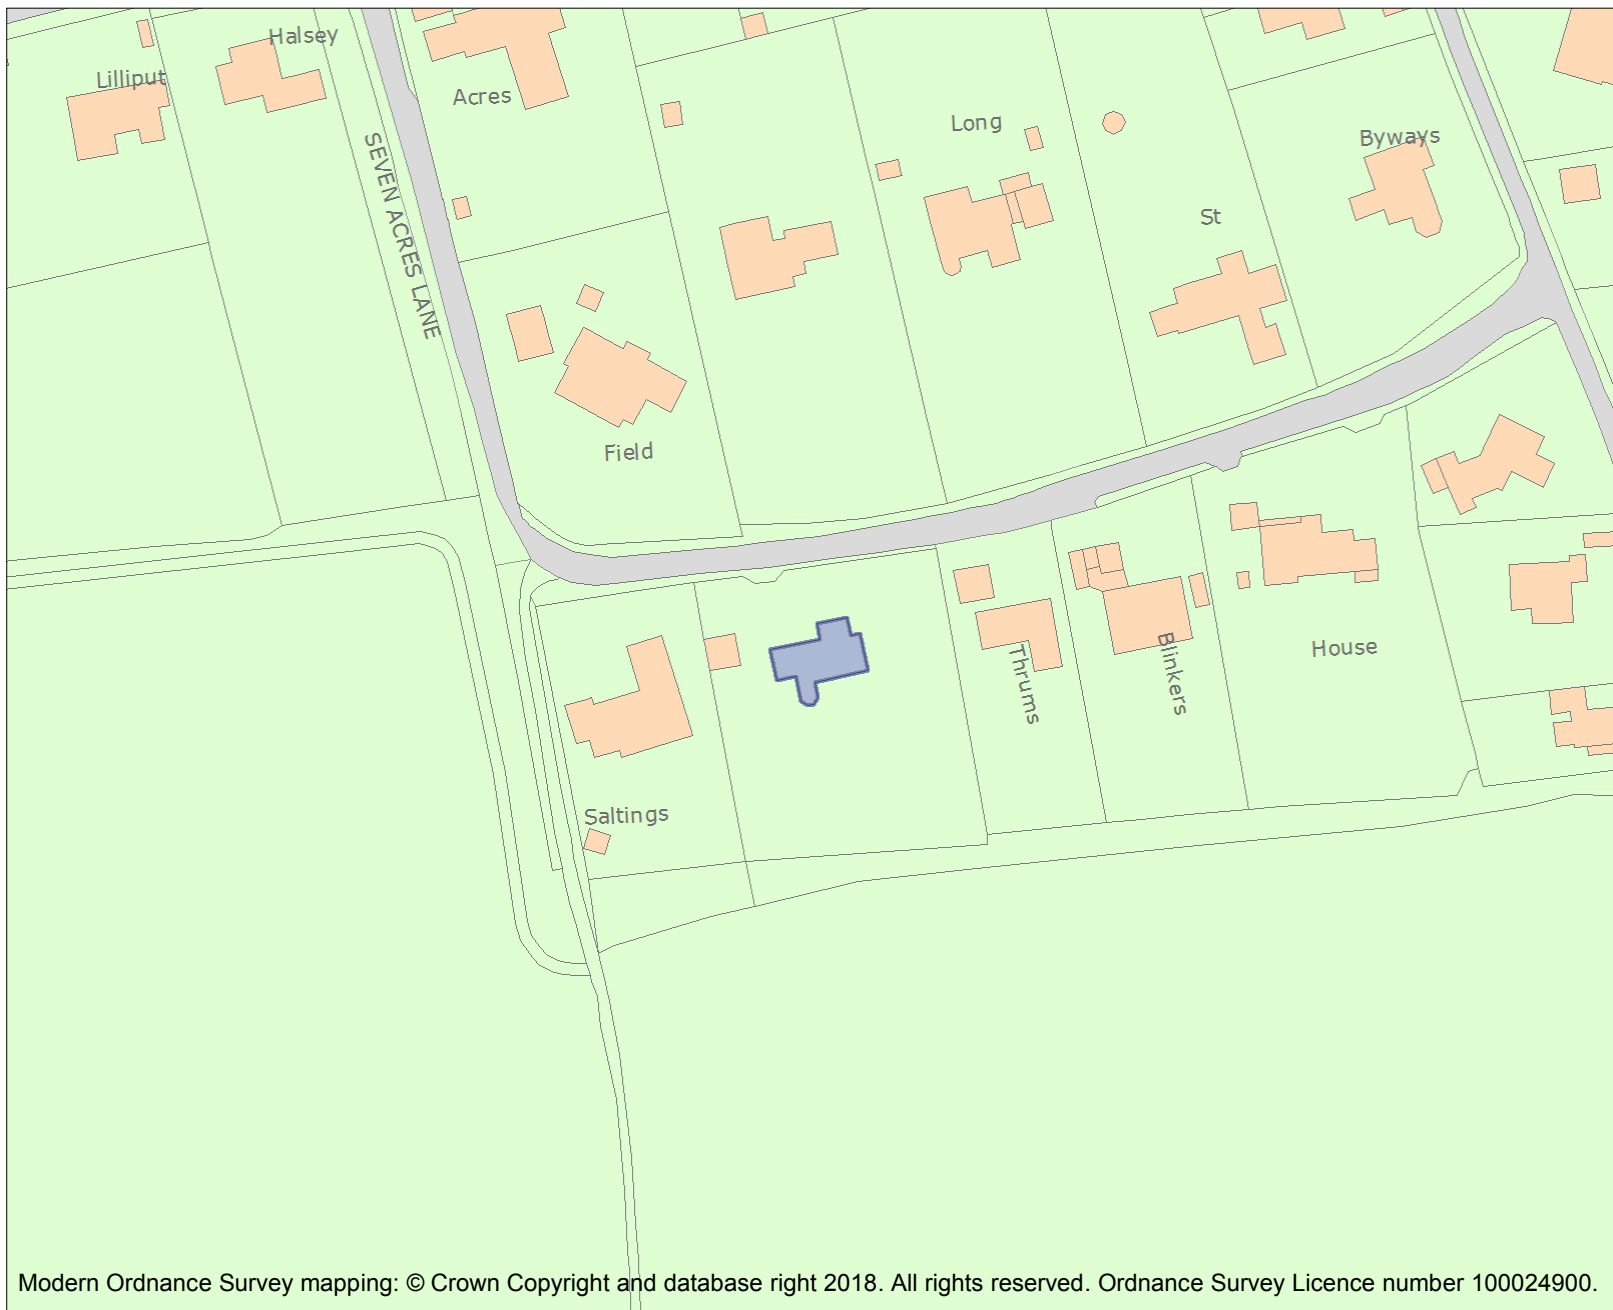 Halsey
Lilliput
Acres
Long
Byways
SEVEN ACRES LANE
St
Field
House
Thrums
Blinkers
Saltings
Modern Ordnance Survey mapping: © Crown Copyright and database right 2018. All rights reserved. Ordnance Survey Licence number 100024900.